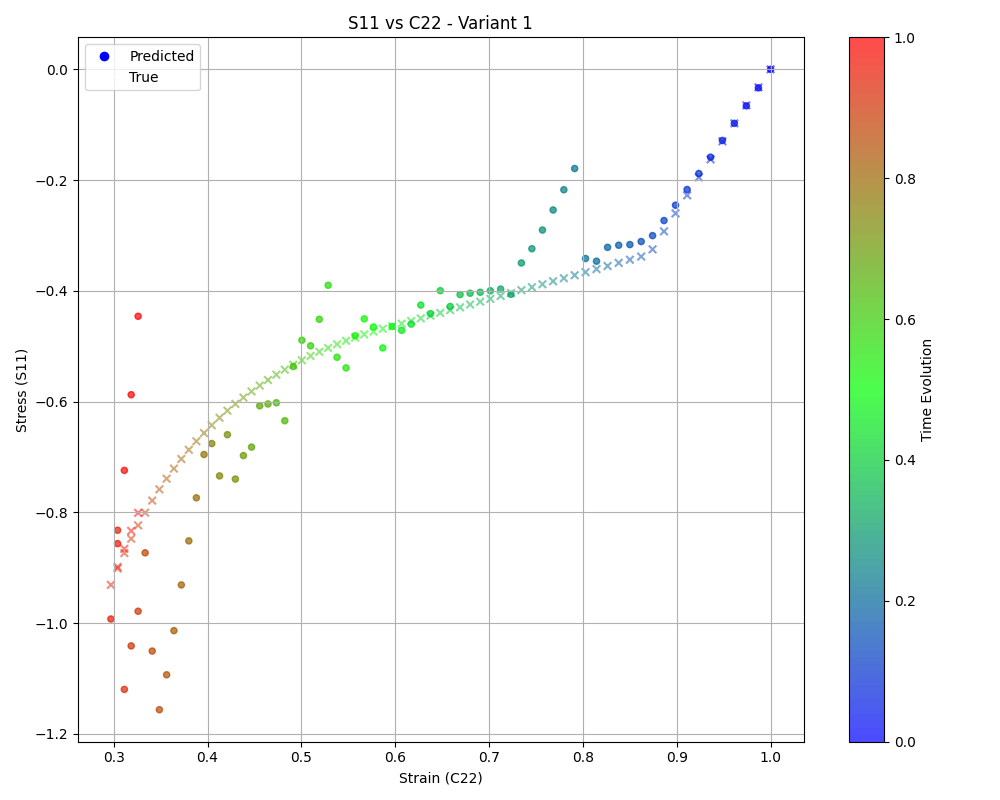 S11 vs C22 - Variant 1
Predicted
True
0.0
−0.2
−0.4
−0.6
−0.8
−1.0
−1.2
Stress (S11)
0.3 0.4 0.5 0.6 0.7 0.8 0.9 1.0
Strain (C22)
1.0
0.8
0.6
0.4
0.2
0.0
Time Evolution